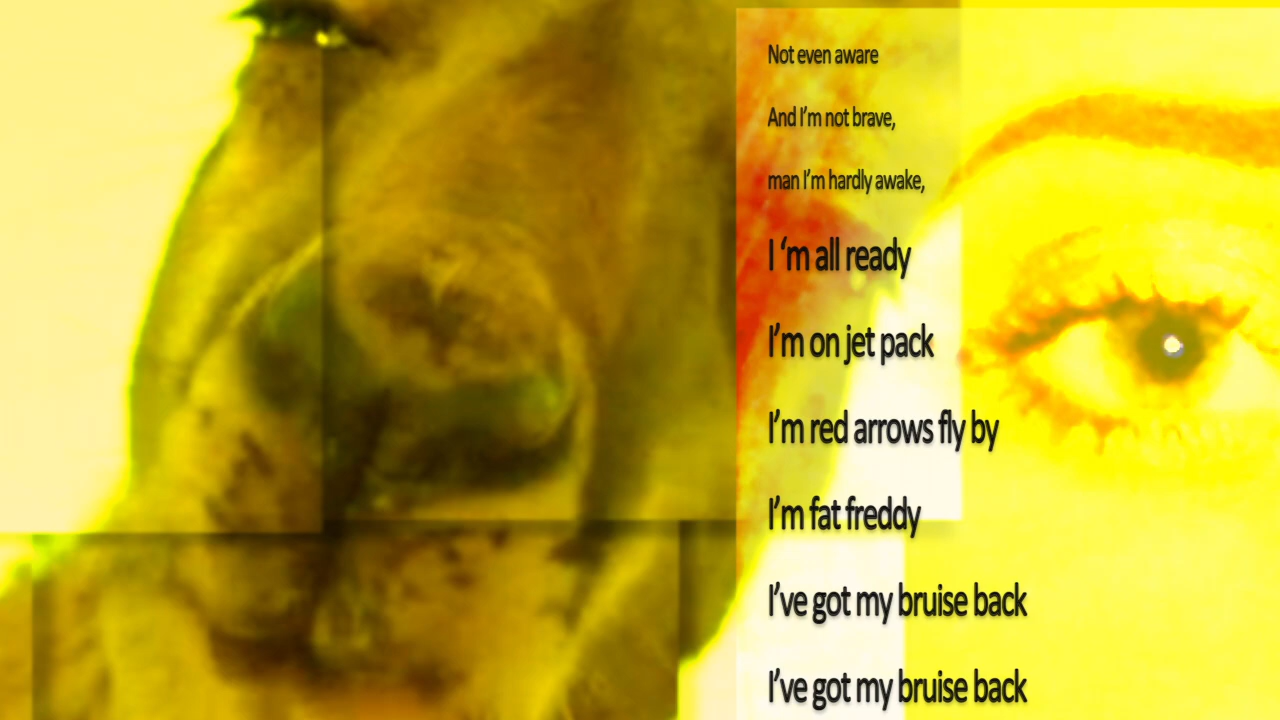 Not even aware
And I'm not brave,
man I'm hardly awake,
I 'm all ready
I'm on jet pack
I'm red arrows fly by
I'm fat freddy
I've got my bruise back
I've got my bruise back